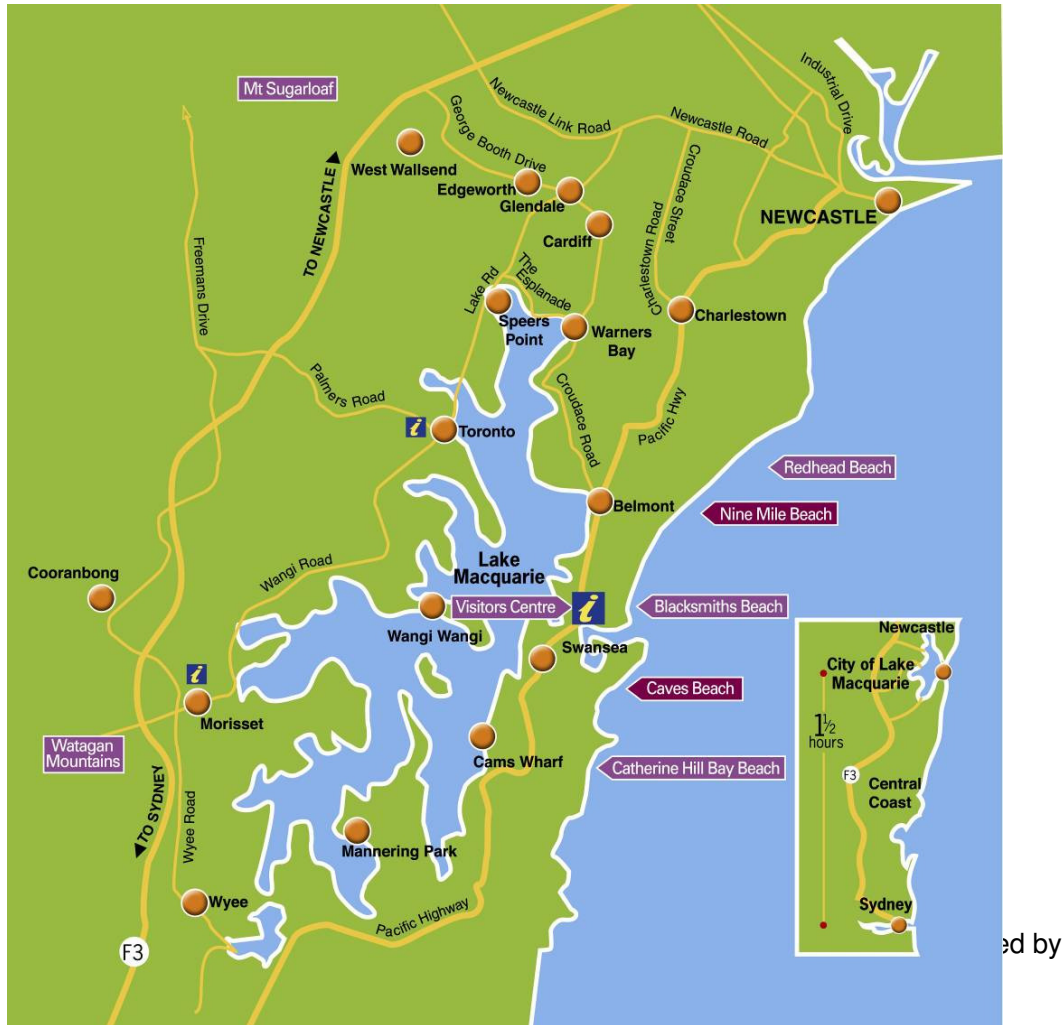 Mt Sugarloaf
Industrial Drive
Newcastle Link Road
Newcastle Road
George Booth Drive
West Wallsend
Edgeworth
Glendale
Croudace Street
NEWCASTLE
Cardiff
TO NEWCASTLE
Freemans Drive
The
Esplanade
Lake Rd
Charlestown Road
Speers
Point
Warners
Bay
Charlestown
Palmers Road
Croudace Road
Pacific Hwy
i
Toronto
Redhead Beach
Belmont
Nine Mile Beach
Lake
Macquarie
Wangi Road
Cooranbong
Visitors Centre
i
Blacksmiths Beach
Wangi Wangi
Swansea
Newcastle
City of Lake
Macquarie
i
Morisset
Caves Beach
1½
hours
Watagan
Mountains
Cams Wharf
Catherine Hill Bay Beach
F3
Central
Coast
TO SYDNEY
Wyee Road
Mannering Park
Wyee
Pacific Highway
Sydney
F3
ed by